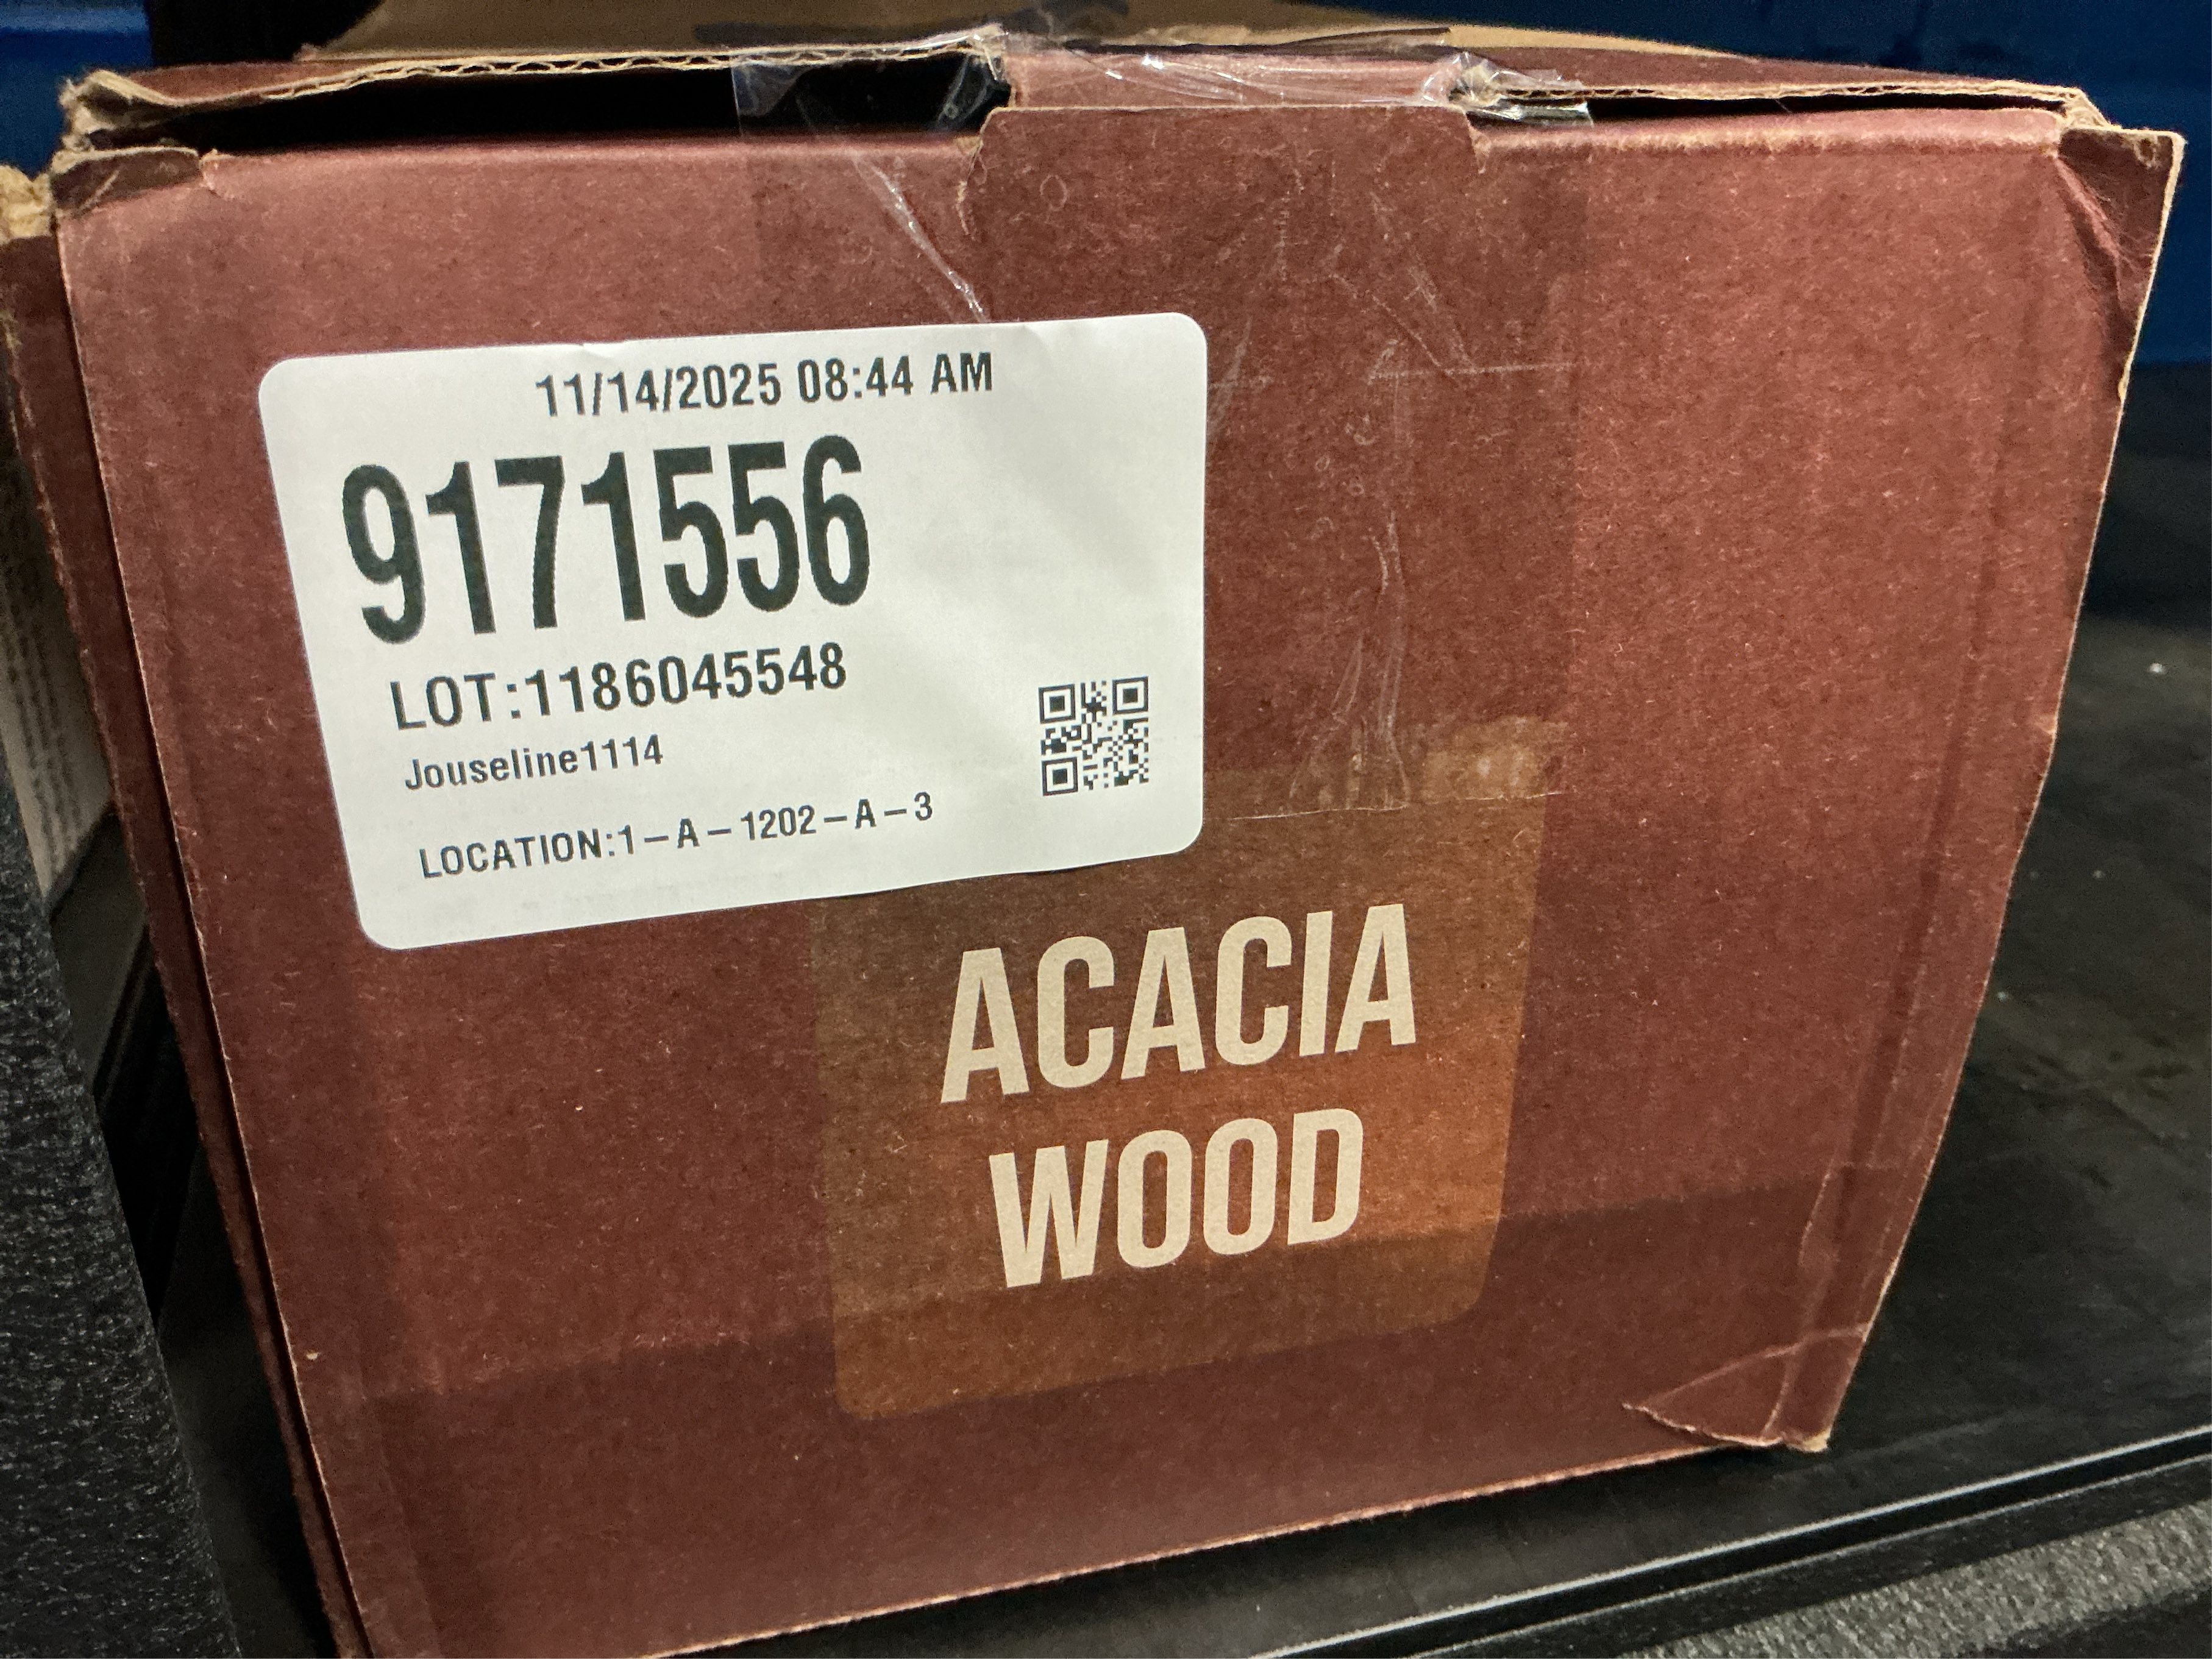 11/14/2025 08:44 AM
9171556
LOT:1186045548
Jouseline1114
LOCATION:1-A-1202-A-3
ACACIA
WOOD